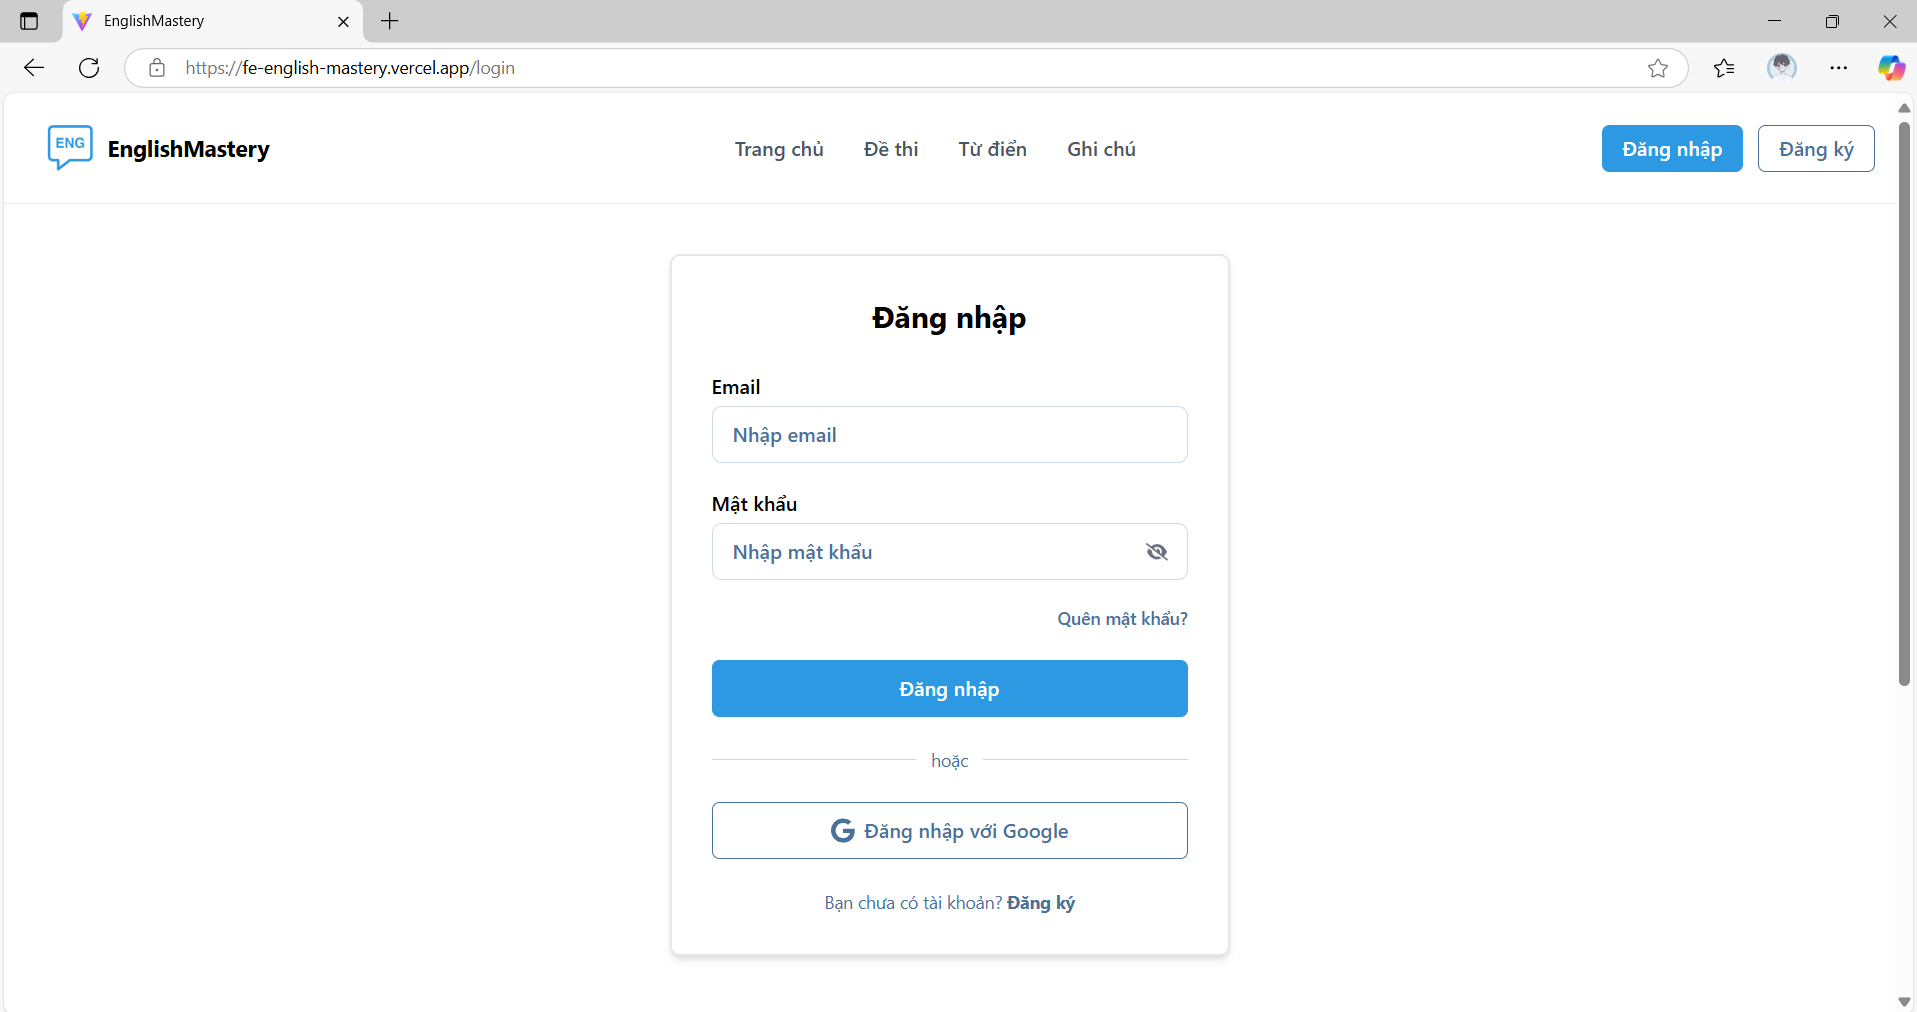 EnglishMastery
https://fe-english-mastery.vercel.app/login
ENG EnglishMastery Trang chủ Đề thi Từ điển Ghi chú Đăng nhập Đăng ký
Đăng nhập
Email
Nhập email
Mật khẩu
Nhập mật khẩu
Quên mật khẩu?
Đăng nhập
hoặc
G Đăng nhập với Google
Bạn chưa có tài khoản? Đăng ký